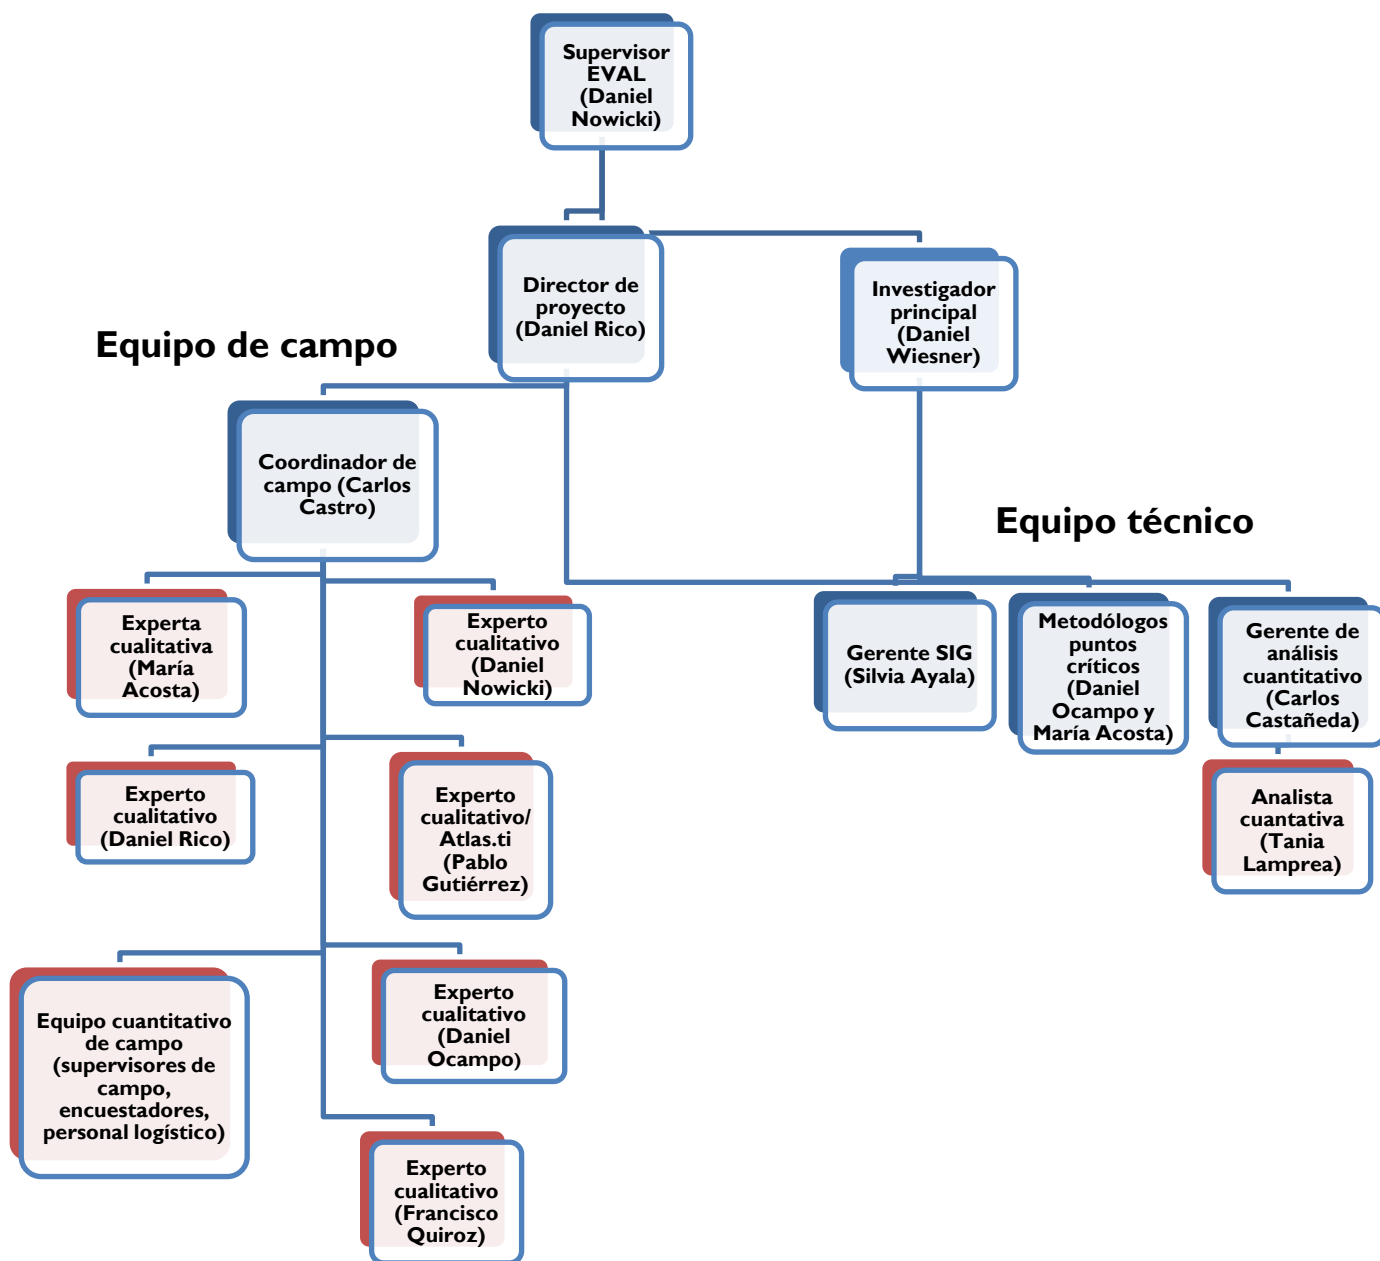 Supervisor
EVAL
(Daniel
Nowicki)
Director de
proyecto
(Daniel Rico)
Investigador
principal
(Daniel
Wiesner)
Equipo de campo
Coordinador de
campo (Carlos
Castro)
Equipo técnico
Experta
cualitativa
(María
Acosta)
Experto
cualitativo
(Daniel
Nowicki)
Gerente SIG
(Silvia Ayala)
Metodólogos
puntos
críticos
(Daniel
Ocampo y
María Acosta)
Gerente de
análisis
cuantitativo
(Carlos
Castañeda)
Experto
cualitativo
(Daniel Rico)
Experto
cualitativo/
Atlas.ti
(Pablo
Gutiérrez)
Analista
cuantativa
(Tania
Lamprea)
Equipo cuantitativo
de campo
(supervisores de
campo,
encuestadores,
personal logístico)
Experto
cualitativo
(Daniel
Ocampo)
Experto
cualitativo
(Francisco
Quiroz)